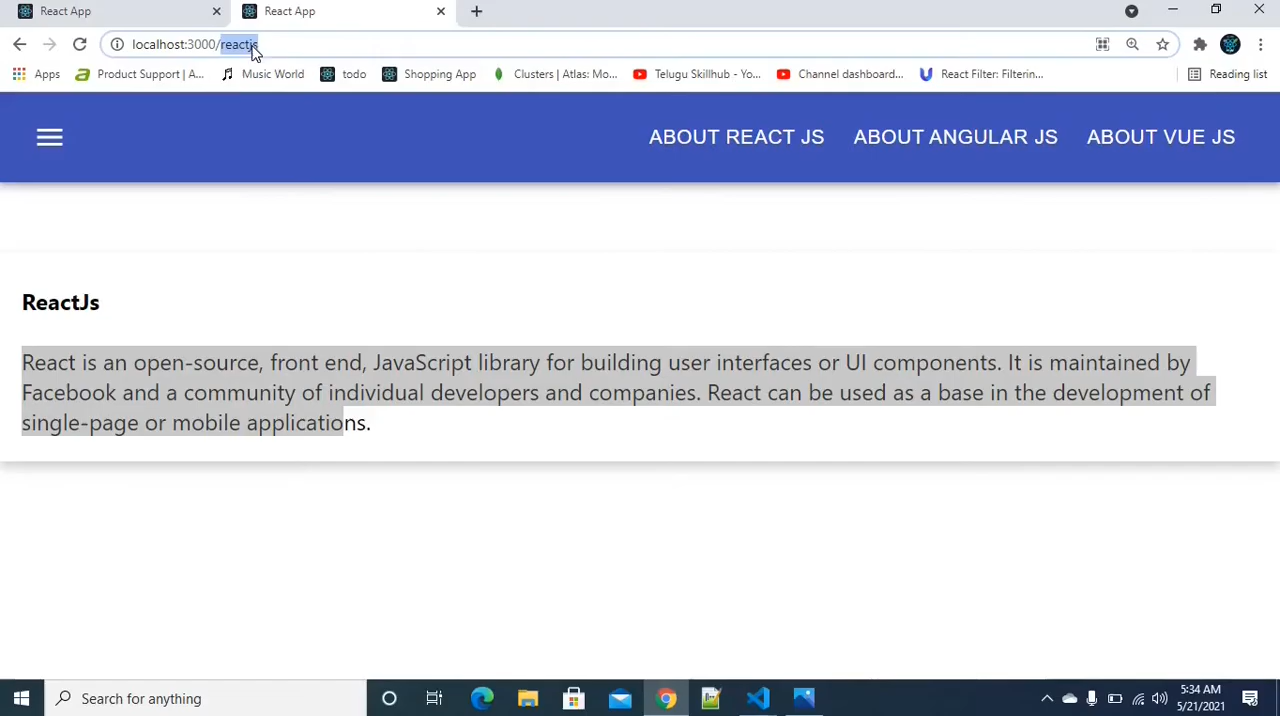 React App
React App
localhost:3000/reactjs
Apps
Product Support | A...
Music World
todo
Shopping App
Clusters | Atlas: Mo...
Telugu Skillhub - Yo...
Channel dashboard...
React Filter: Filterin...
Reading list
ABOUT REACT JS
ABOUT ANGULAR JS
ABOUT VUE JS
ReactJs
React is an open-source, front end, JavaScript library for building user interfaces or UI components. It is maintained by
Facebook and a community of individual developers and companies. React can be used as a base in the development of
single-page or mobile applications.
Search for anything
5:34 AM
5/21/2021